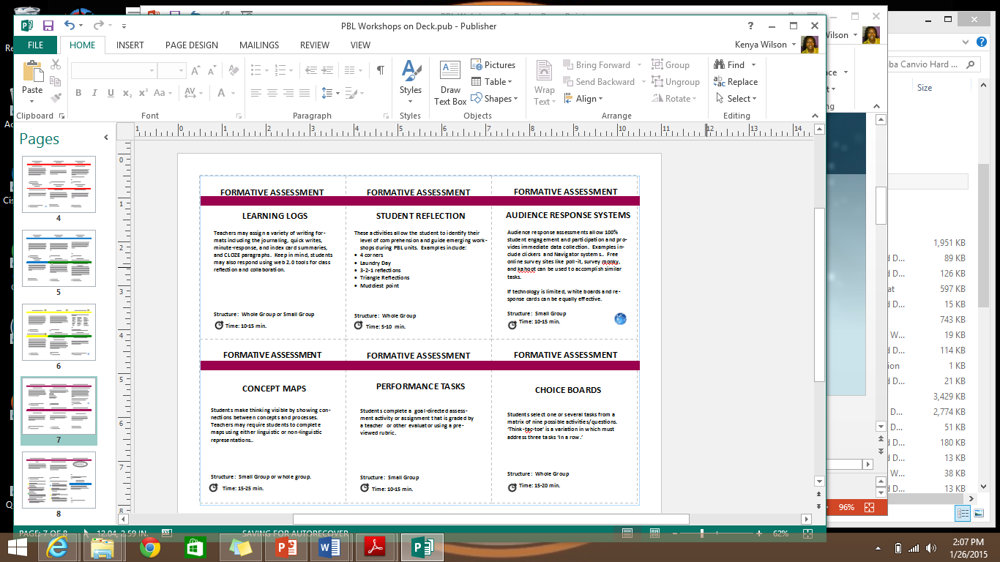 PBL Workshops on Deck.pub - Publisher
FILE HOME INSERT PAGE DESIGN MAILINGS REVIEW VIEW
Kenya Wilson
Wilson
Paste
Clipboard
Font
Paragraph
Styles
Styles
Draw Text Box
Pictures
Table
Shapes
Objects
Wrap Text
Bring Forward
Send Backward
Align
Group
Ungroup
Rotate
Arrange
Find
Replace
Select
Editing
ba Canvio Hard ...
Size
Pages
4
5
6
7
8
FORMATIVE ASSESSMENT
LEARNING LOGS
Teachers may assign a variety of writing for-
mats including the journaling, quick writes,
minute-response, and index card summaries,
and CLOZE paragraphs. Keep in mind, students
may also respond using web 2.0 tools for class
reflection and collaboration.
Structure: Whole Group or Small Group
Time: 10-15 min.
FORMATIVE ASSESSMENT
STUDENT REFLECTION
These activities allow the student to identify their
level of comprehension and guide emerging work-
shops during PBL units. Examples include:
• 4 corners
• Laundry Day
• 3-2-1 reflections
• Triangle Reflections
• Muddiest point
Structure: Whole Group
Time: 5-10 min.
FORMATIVE ASSESSMENT
AUDIENCE RESPONSE SYSTEMS
Audience response assessments allow 100%
student engagement and participation and pro-
vides immediate data collection. Examples in-
clude clickers and Navigator systems.. Free
online survey sites like poll-it, survey monky,
and kahoot can be used to accomplish similar
tasks.
If technology is limited, white boards and re-
sponse cards can be equally effective.
Structure: Small Group
Time: 10-15 min.
FORMATIVE ASSESSMENT
CONCEPT MAPS
Students make thinking visible by showing con-
nections between concepts and processes.
Teachers may require students to complete
maps using either linguistic or non-linguistic
representations..
Structure: Small Group or whole group.
Time: 15-25 min.
FORMATIVE ASSESSMENT
PERFORMANCE TASKS
Students complete a goal-directed assess-
ment activity or assignment that is graded by
a teacher or other evaluator using a pre-
viewed rubric.
Structure: Small Group
Time: 10-15 min.
FORMATIVE ASSESSMENT
CHOICE BOARDS
Students select one or several tasks from a
matrix of nine possible activities/questions.
'Think-tac-toe' is a variation in which must
address three tasks 'in a row.'
Structure: Whole Group
Time: 15-20 min.
1,951 KB
89 KB
126 KB
597 KB
15 KB
743 KB
19 KB
114 KB
1 KB
21 KB
3,429 KB
2,774 KB
51 KB
180 KB
13 KB
38 KB
13 KB
96%
PAGE: 7 OF 8
12.04, 2.59 IN.
SAVING FOR AUTORECOVER
62%
2:07 PM
1/26/2015